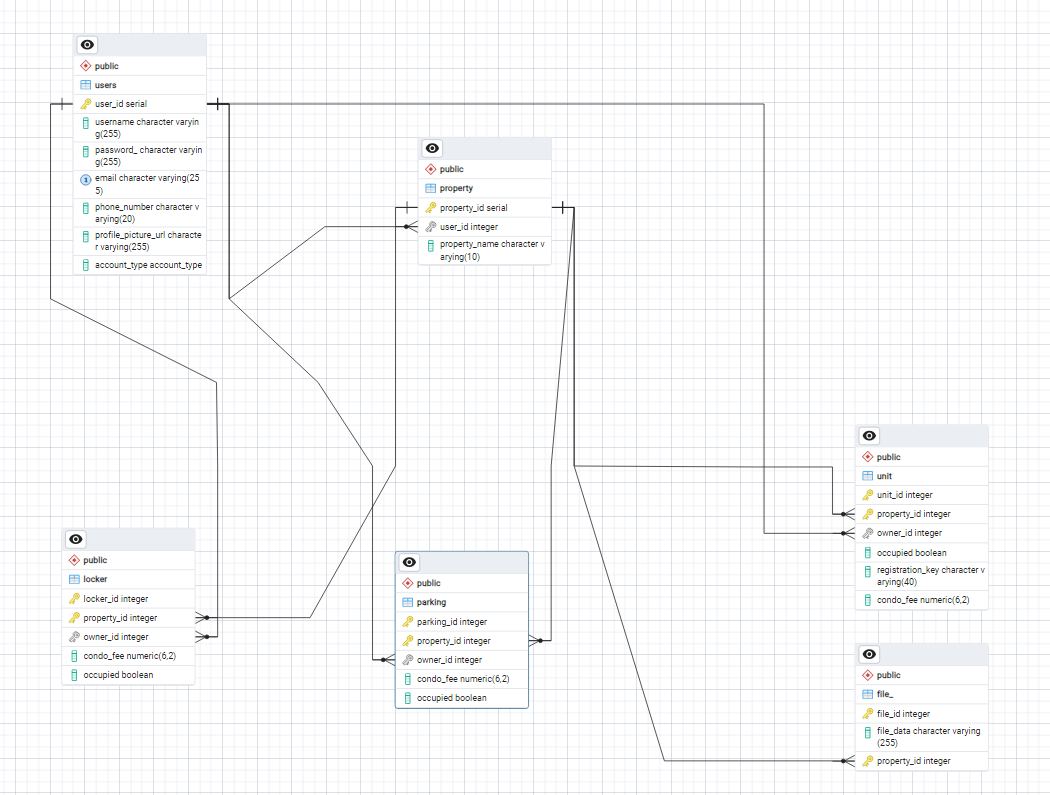 public
users
user_id serial
username character varyin
g(255)
password_ character varyin
g(255)
1
email character varying(25
5)
phone_number character v
arying(20)
profile_picture_url characte
r varying(255)
account_type account_type
public
property
property_id serial
user_id integer
property_name character v
arying(10)
public
unit
unit_id integer
property_id integer
owner_id integer
occupied boolean
registration_key character v
arying(40)
condo_fee numeric(6,2)
public
locker
locker_id integer
property_id integer
owner_id integer
condo_fee numeric(6,2)
occupied boolean
public
parking
parking_id integer
property_id integer
owner_id integer
condo_fee numeric(6,2)
occupied boolean
public
file_
file_id integer
file_data character varying
(255)
property_id integer